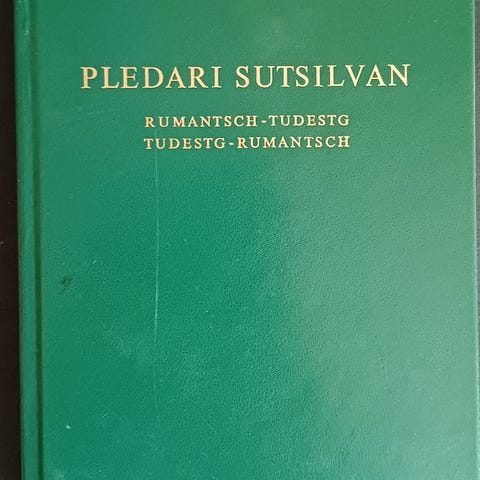 PLEDARI SUTSILVAN
RUMANTSCH-TUDESTG
TUDESTG-RUMANTSCH